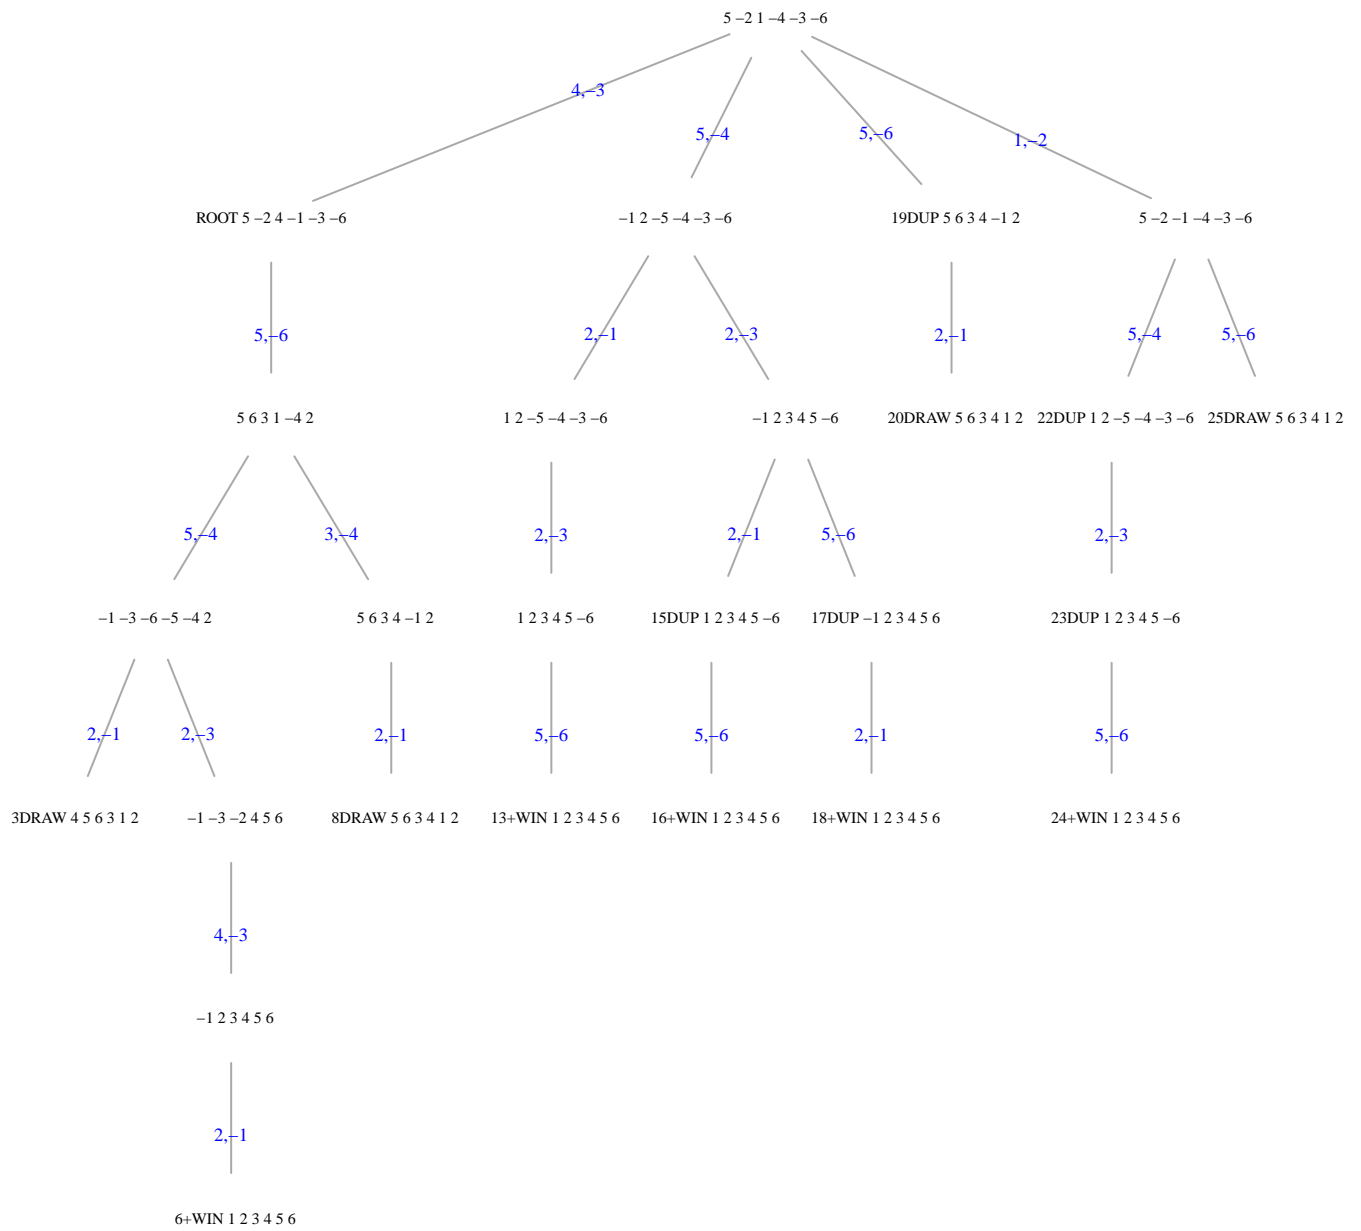 5 −2 1 −4 −3 −6
4,−3
5,−4
5,−6
1,−2
ROOT 5 −2 4 −1 −3 −6
−1 2 −5 −4 −3 −6
19DUP 5 6 3 4 −1 2
5 −2 −1 −4 −3 −6
5,−6
2,−1
2,−3
2,−1
5,−4
5,−6
5 6 3 1 −4 2
1 2 −5 −4 −3 −6
−1 2 3 4 5 −6
20DRAW 5 6 3 4 1 2
22DUP 1 2 −5 −4 −3 −6
25DRAW 5 6 3 4 1 2
5,−4
3,−4
2,−3
2,−1
5,−6
2,−3
−1 −3 −6 −5 −4 2
5 6 3 4 −1 2
1 2 3 4 5 −6
15DUP 1 2 3 4 5 −6
17DUP −1 2 3 4 5 6
23DUP 1 2 3 4 5 −6
2,−1
2,−3
2,−1
5,−6
5,−6
2,−1
5,−6
3DRAW 4 5 6 3 1 2
−1 −3 −2 4 5 6
8DRAW 5 6 3 4 1 2
13+WIN 1 2 3 4 5 6
16+WIN 1 2 3 4 5 6
18+WIN 1 2 3 4 5 6
24+WIN 1 2 3 4 5 6
4,−3
−1 2 3 4 5 6
2,−1
6+WIN 1 2 3 4 5 6